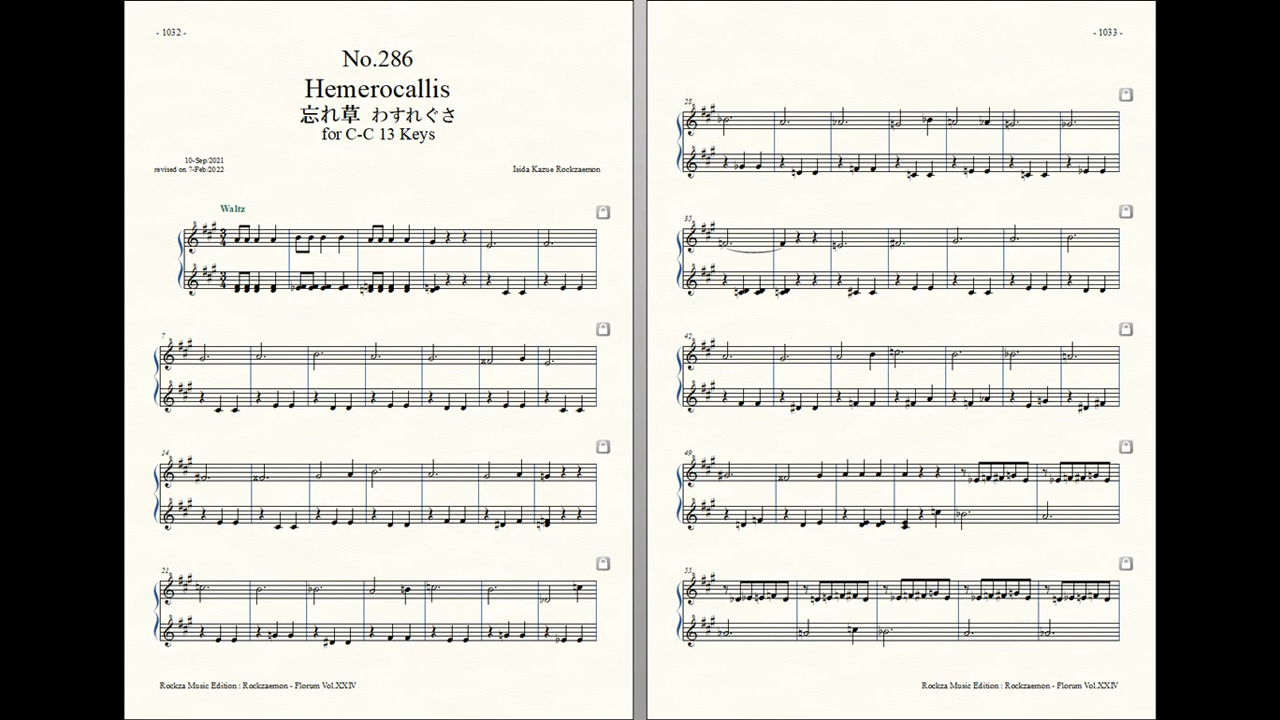 - 1032 -
No.286
Hemerocallis
忘れ草 わすれぐさ
for C-C 13 Keys
10-Sep/2021
revised on 7-Feb/2022
Isida Kazue Rockzaemon
Waltz
7
14
21
Rockza Music Edition : Rockzaemon - Florum Vol.XXIV
- 1033 -
28
35
42
49
55
Rockza Music Edition : Rockzaemon - Florum Vol.XXIV